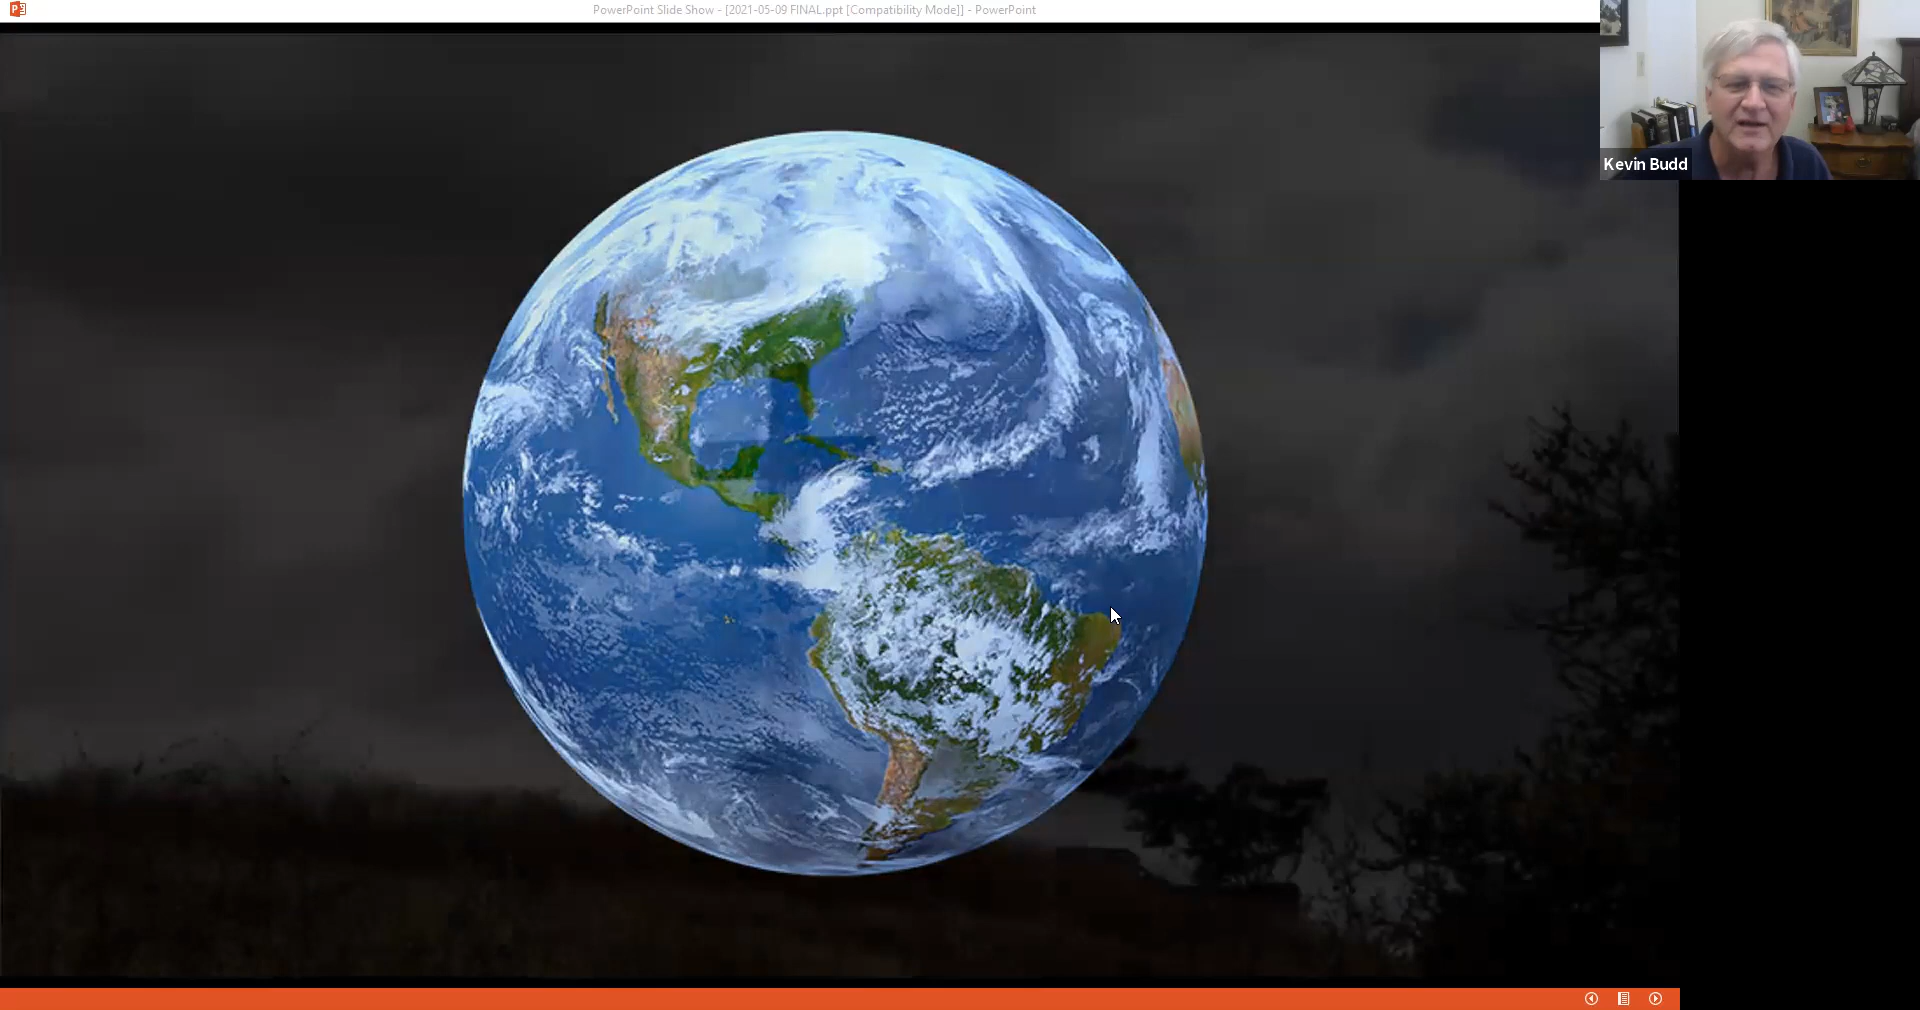 PowerPoint Slide Show - [2021-05-09 FINAL.ppt [Compatibility Mode]] - PowerPoint
Kevin Budd